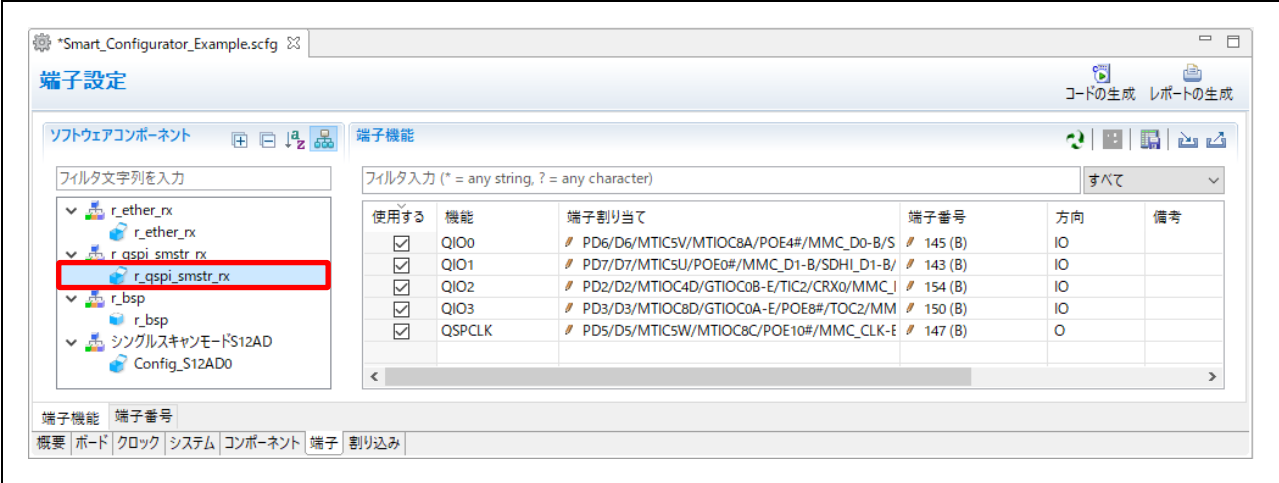 *Smart_Configurator_Example.scfg
端子設定
コードの生成 レポートの生成
ソフトウェアコンポーネント
端子機能
フィルタ文字列を入力
フィルタ入力 (* = any string, ? = any character)
すべて
r_ether_rx
r_ether_rx
r_qspi_smstr_rx
r_qspi_smstr_rx
r_bsp
r_bsp
シングルスキャンモードS12AD
Config_S12AD0
使用する 機能 端子割り当て 端子番号 方向 備考
QIO0 PD6/D6/MTIC5V/MTIOC8A/POE4#/MMC_D0-B/S 145 (B) IO
QIO1 PD7/D7/MTIC5U/POE0#/MMC_D1-B/SDHI_D1-B/ 143 (B) IO
QIO2 PD2/D2/MTIOC4D/GTIOC0B-E/TIC2/CRX0/MMC_ 154 (B) IO
QIO3 PD3/D3/MTIOC8D/GTIOC0A-E/POE8#/TOC2/MM 150 (B) IO
QSPCLK PD5/D5/MTIC5W/MTIOC8C/POE10#/MMC_CLK-E 147 (B) O
端子機能 端子番号
概要 ボード クロック システム コンポーネント 端子 割り込み